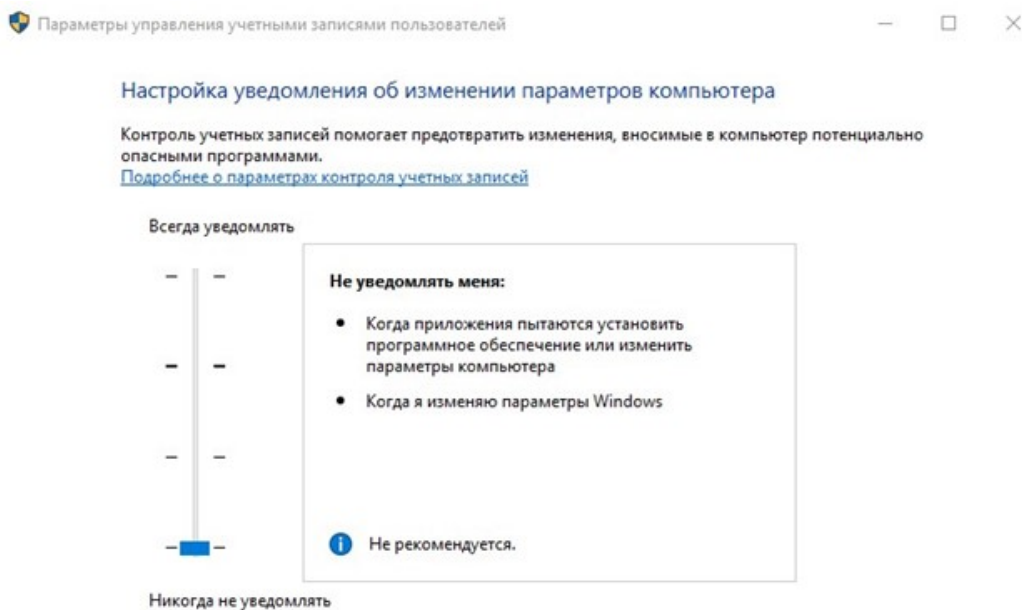 Параметры управления учетными записями пользователей
Настройка уведомления об изменении параметров компьютера
Контроль учетных записей помогает предотвратить изменения, вносимые в компьютер потенциально
опасными программами.
Подробнее о параметрах контроля учетных записей
Всегда уведомлять
Не уведомлять меня:
• Когда приложения пытаются установить
программное обеспечение или изменить
параметры компьютера
• Когда я изменяю параметры Windows
Не рекомендуется.
Никогда не уведомлять